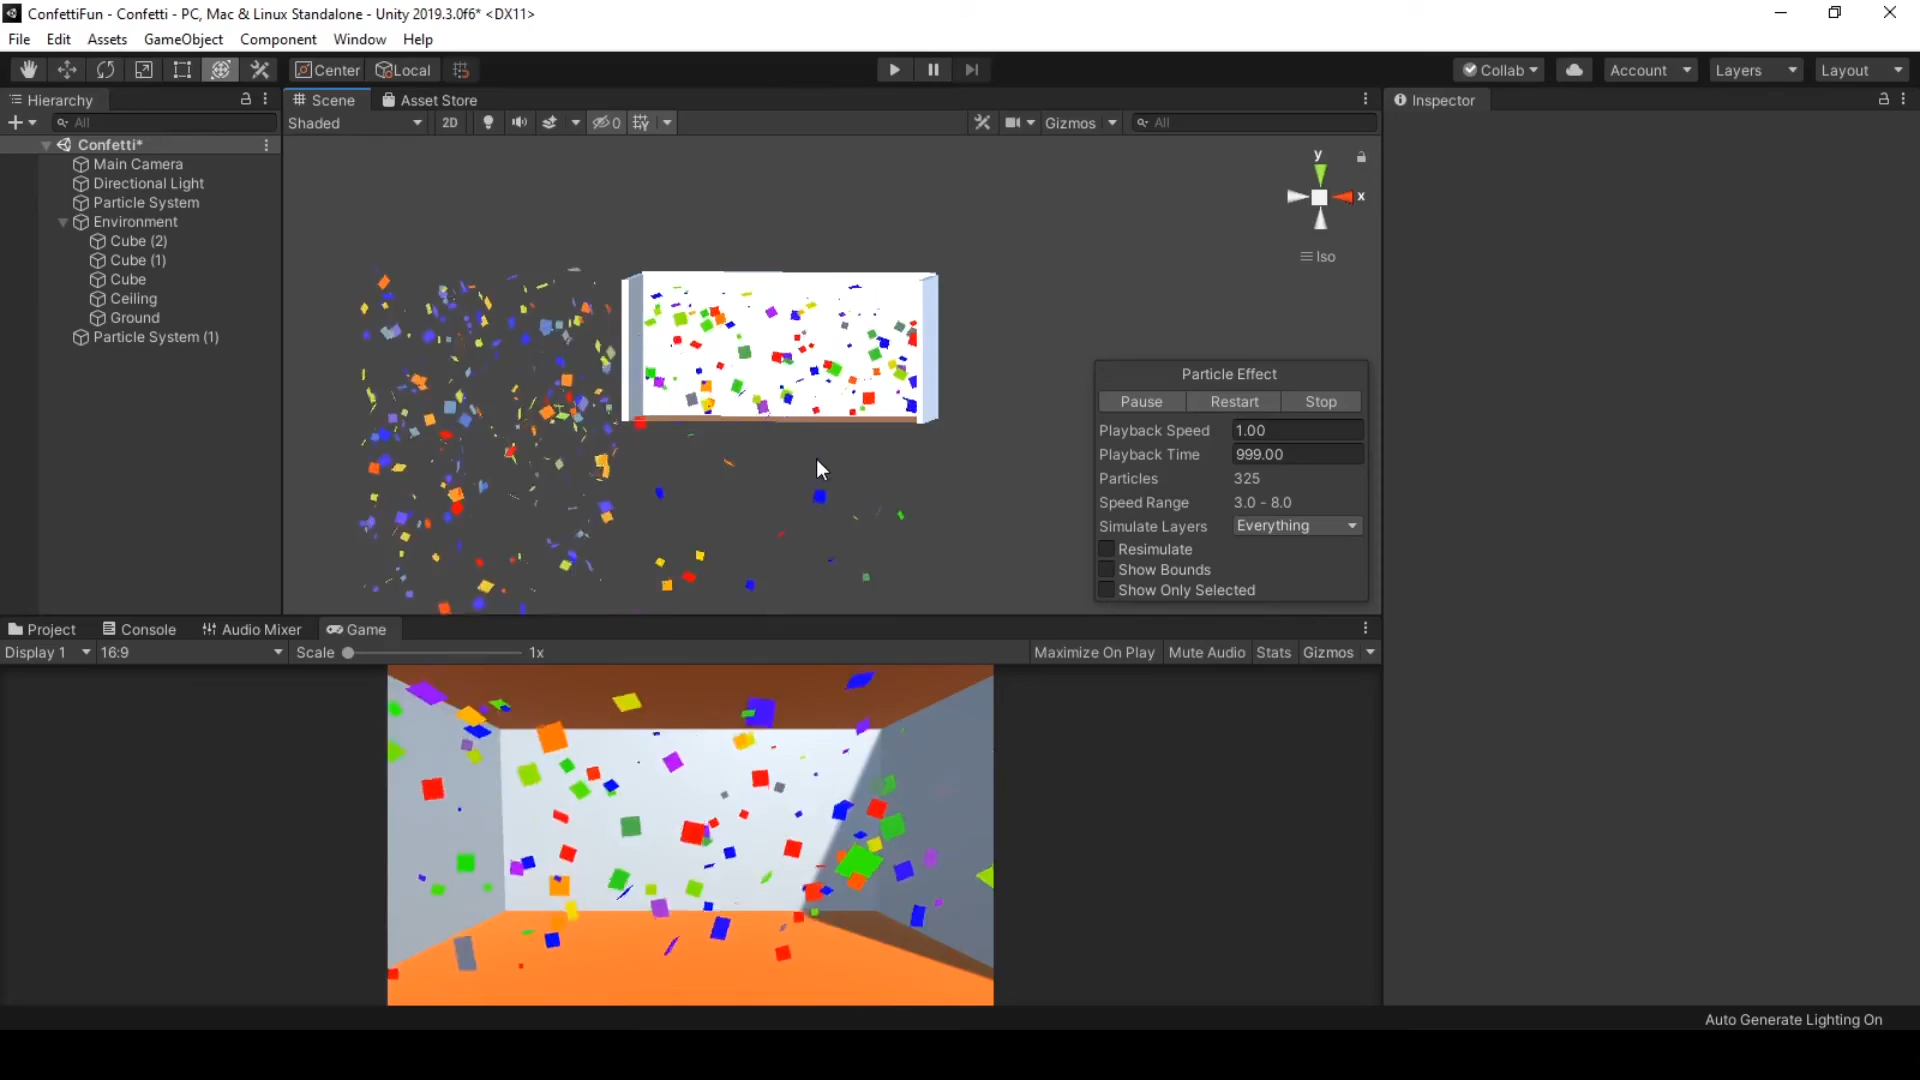 ConfettiFun - Confetti - PC, Mac & Linux Standalone - Unity 2019.3.0f6* <DX11>
File Edit Assets GameObject Component Window Help
Center Local Collab Account Layers Layout
Hierarchy Scene Asset Store Inspector
All Shaded 2D 0 Gizmos All
Confetti*
Main Camera
Directional Light
Particle System
Environment
Cube (2)
Cube (1)
Cube
Ceiling
Ground
Particle System (1)
y
x
Iso
Particle Effect
Pause Restart Stop
Playback Speed 1.00
Playback Time 999.00
Particles 325
Speed Range 3.0 - 8.0
Simulate Layers Everything
Resimulate
Show Bounds
Show Only Selected
Project Console Audio Mixer Game
Display 1 16:9 Scale 1x Maximize On Play Mute Audio Stats Gizmos
Auto Generate Lighting On